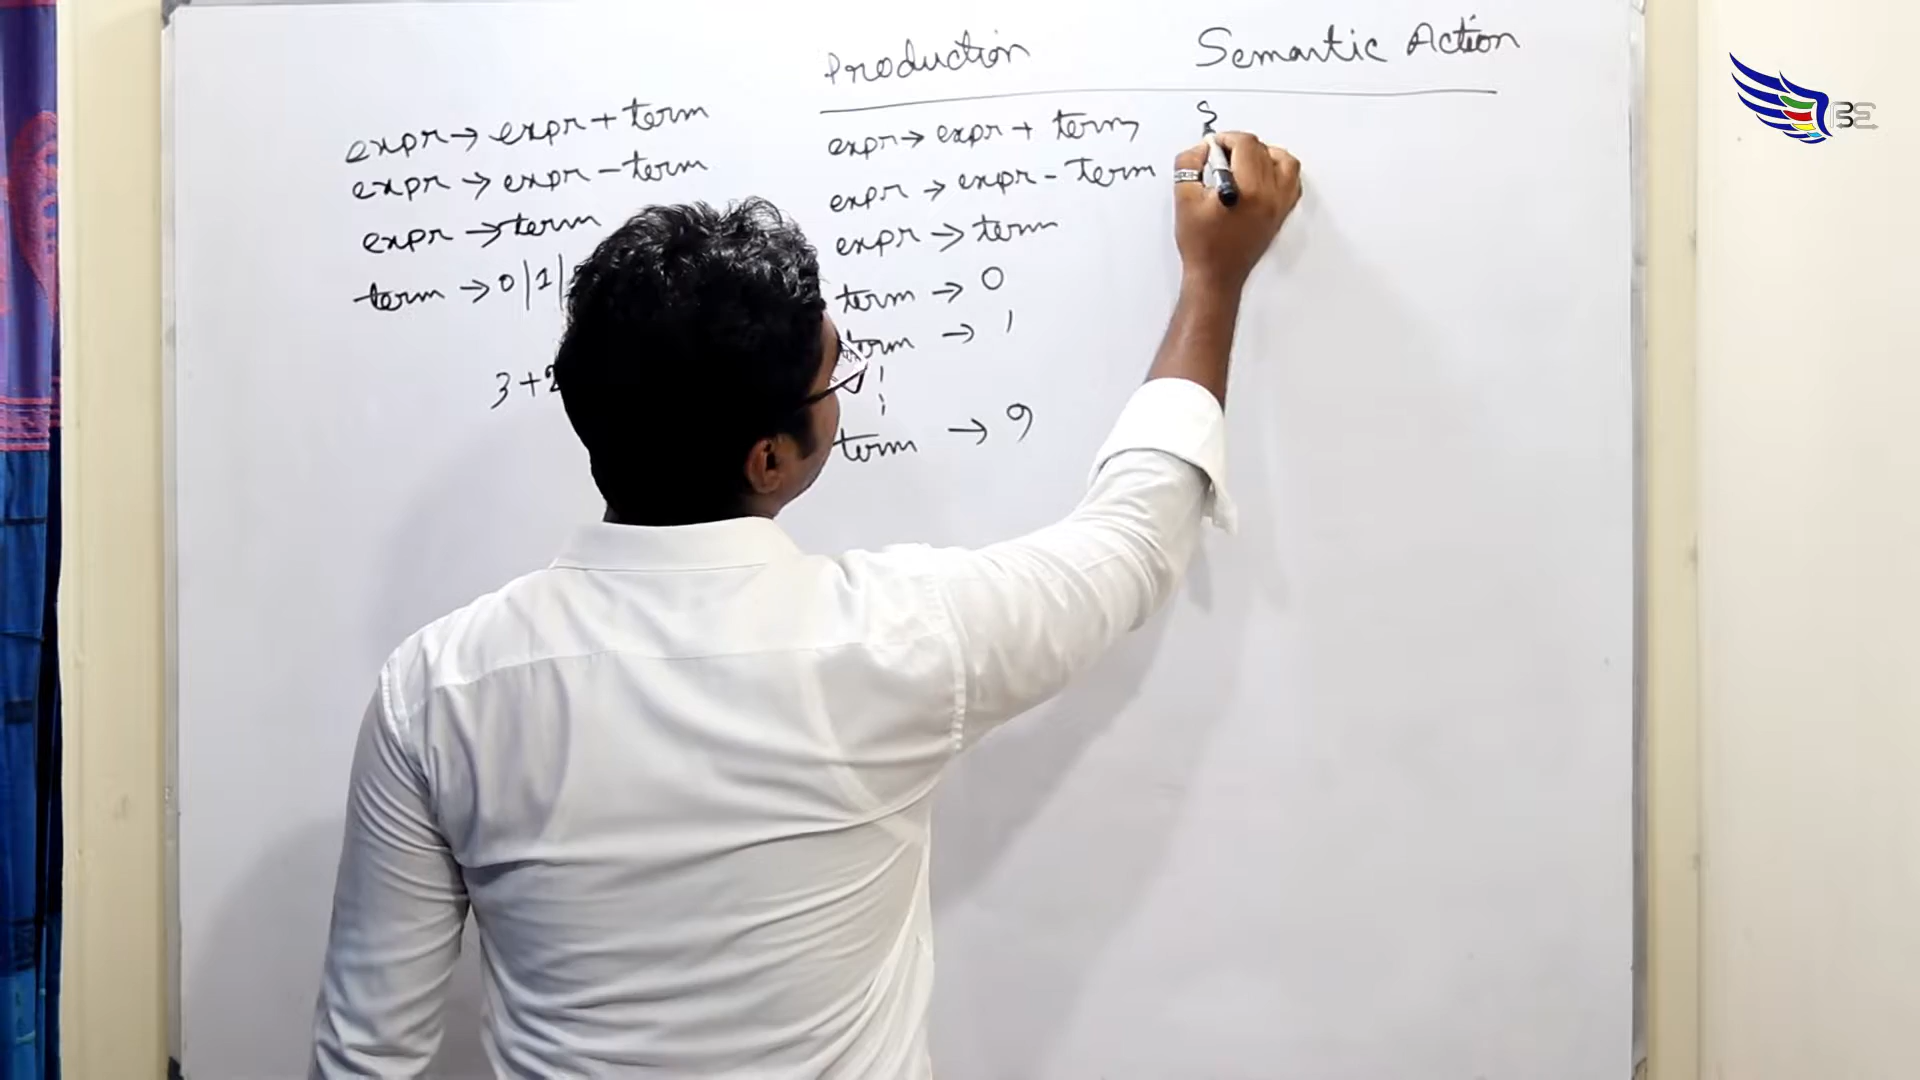 expr → expr + term
expr → expr - term
expr → term
term → 0 | 1 |
3 + 2
Production Semantic Action
expr → expr + term
expr → expr - term
expr → term
term → 0
term → 1
term → 9
BE